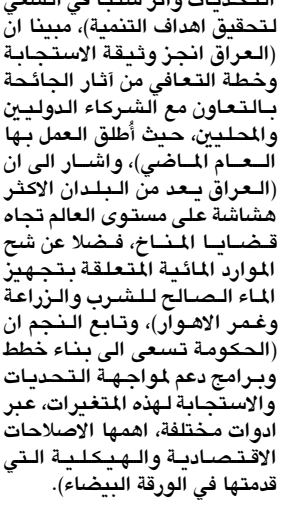 التحديات واثر سلبا في السعي
لتحقيق اهداف التنمية)، مبينا ان
(العراق انجز وثيقة الاستجابة
وخطة التعافي من آثار الجائحة
بالتعاون مع الشركاء الدوليين
والمحليين، حيث أُطلق العمل بها
العام الماضي)، واشار الى ان
(العراق يعد من البلدان الاكثر
هشاشة على مستوى العالم تجاه
قضايا المناخ، فضلا عن شح
الموارد المائية المتعلقة بتجهيز
الماء الصالح للشرب والزراعة
وغمر الاهوار)، وتابع النجم ان
(الحكومة تسعى الى بناء خطط
وبرامج دعم لمواجهة التحديات
والاستجابة لهذه المتغيرات، عبر
ادوات مختلفة، اهمها الاصلاحات
الاقتصادية والهيكلية التي
قدمتها في الورقة البيضاء).